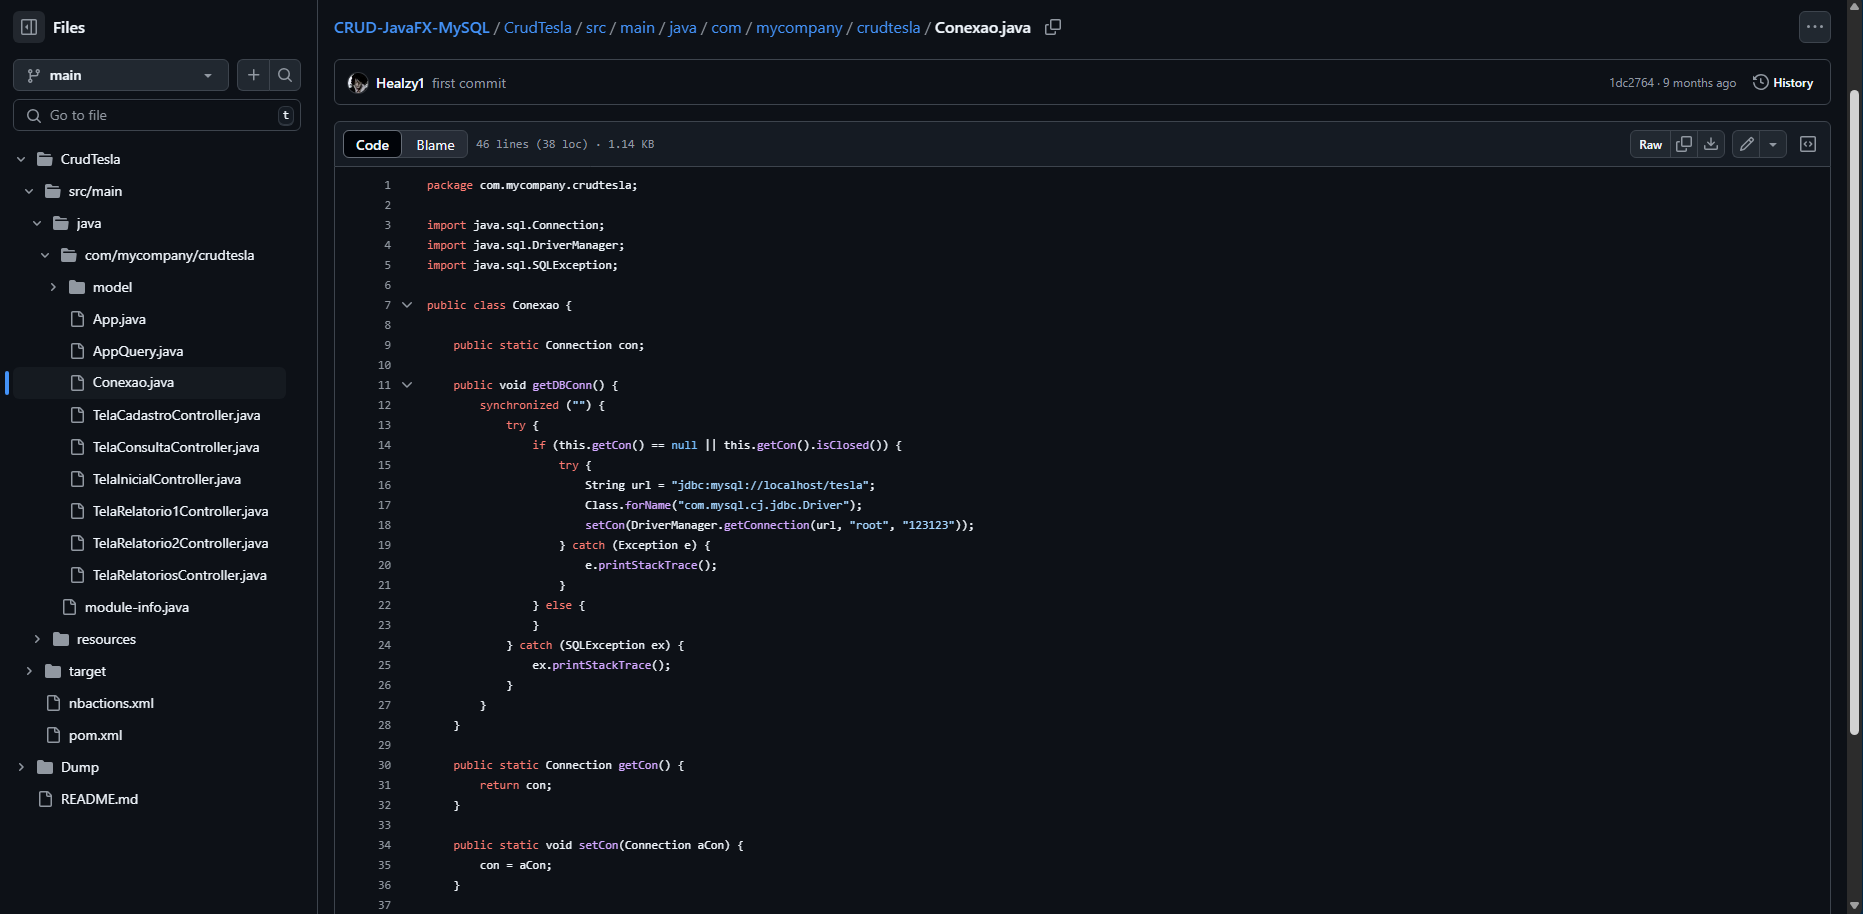 Files
main
Go to file
t
CrudTesla
src/main
java
com/mycompany/crudtesla
model
App.java
AppQuery.java
Conexao.java
TelaCadastroController.java
TelaConsultaController.java
TelaInicialController.java
TelaRelatorio1Controller.java
TelaRelatorio2Controller.java
TelaRelatoriosController.java
module-info.java
resources
target
nbactions.xml
pom.xml
Dump
README.md
CRUD-JavaFX-MySQL / CrudTesla / src / main / java / com / mycompany / crudtesla / Conexao.java
Healzy1 first commit
1dc2764 · 9 months ago History
Code Blame 46 lines (38 loc) · 1.14 KB
Raw
1 package com.mycompany.crudtesla;
2
3 import java.sql.Connection;
4 import java.sql.DriverManager;
5 import java.sql.SQLException;
6
7 public class Conexao {
8
9     public static Connection con;
10
11     public void getDBConn() {
12         synchronized ("") {
13             try {
14                 if (this.getCon() == null || this.getCon().isClosed()) {
15                     try {
16                         String url = "jdbc:mysql://localhost/tesla";
17                         Class.forName("com.mysql.cj.jdbc.Driver");
18                         setCon(DriverManager.getConnection(url, "root", "123123"));
19                     } catch (Exception e) {
20                         e.printStackTrace();
21                     }
22                 } else {
23                 }
24             } catch (SQLException ex) {
25                 ex.printStackTrace();
26             }
27         }
28     }
29
30     public static Connection getCon() {
31         return con;
32     }
33
34     public static void setCon(Connection aCon) {
35         con = aCon;
36     }
37